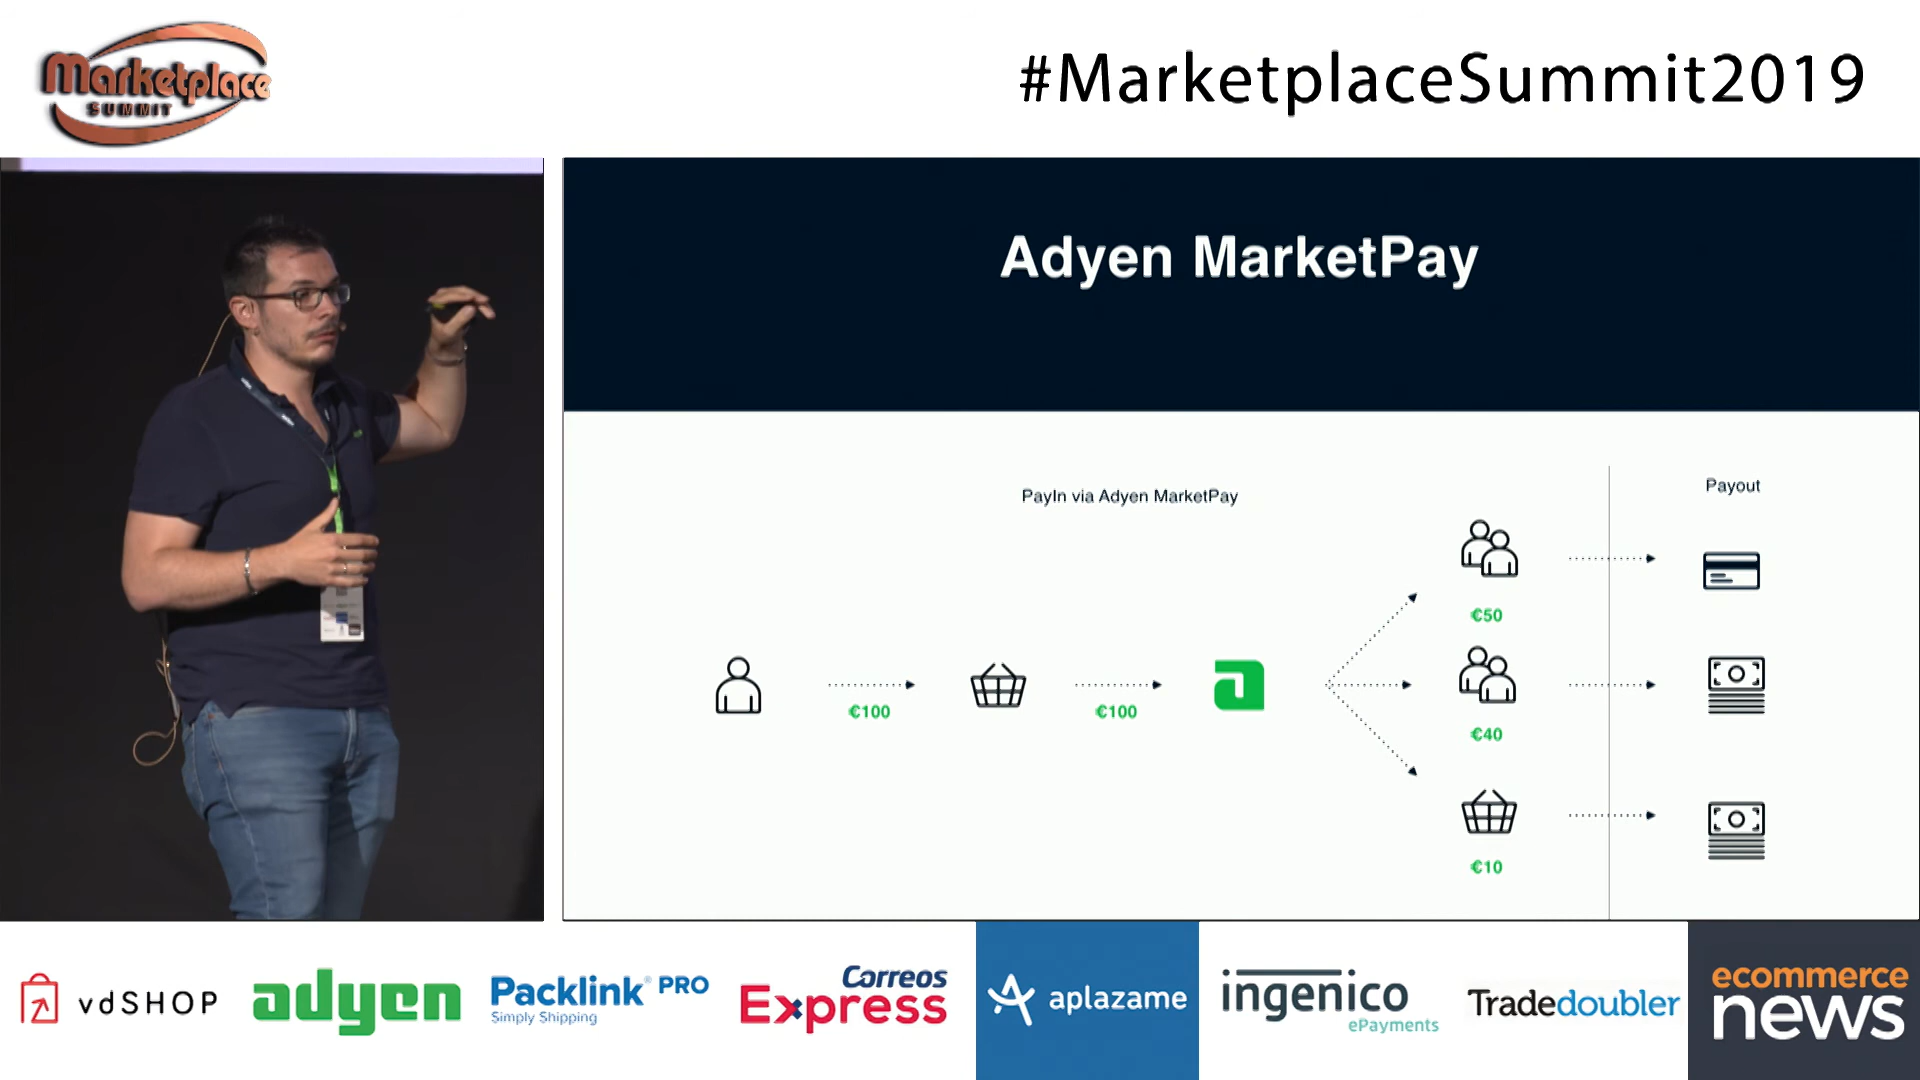 Marketplace
SUMMIT
#MarketplaceSummit2019
Adyen MarketPay
PayIn via Adyen MarketPay
Payout
€50
€100
€100
€40
€10
vdSHOP
adyen
Packlink PRO
Simply Shipping
Correos
Express
aplazame
ingenico
ePayments
Tradedoubler
ecommerce
news